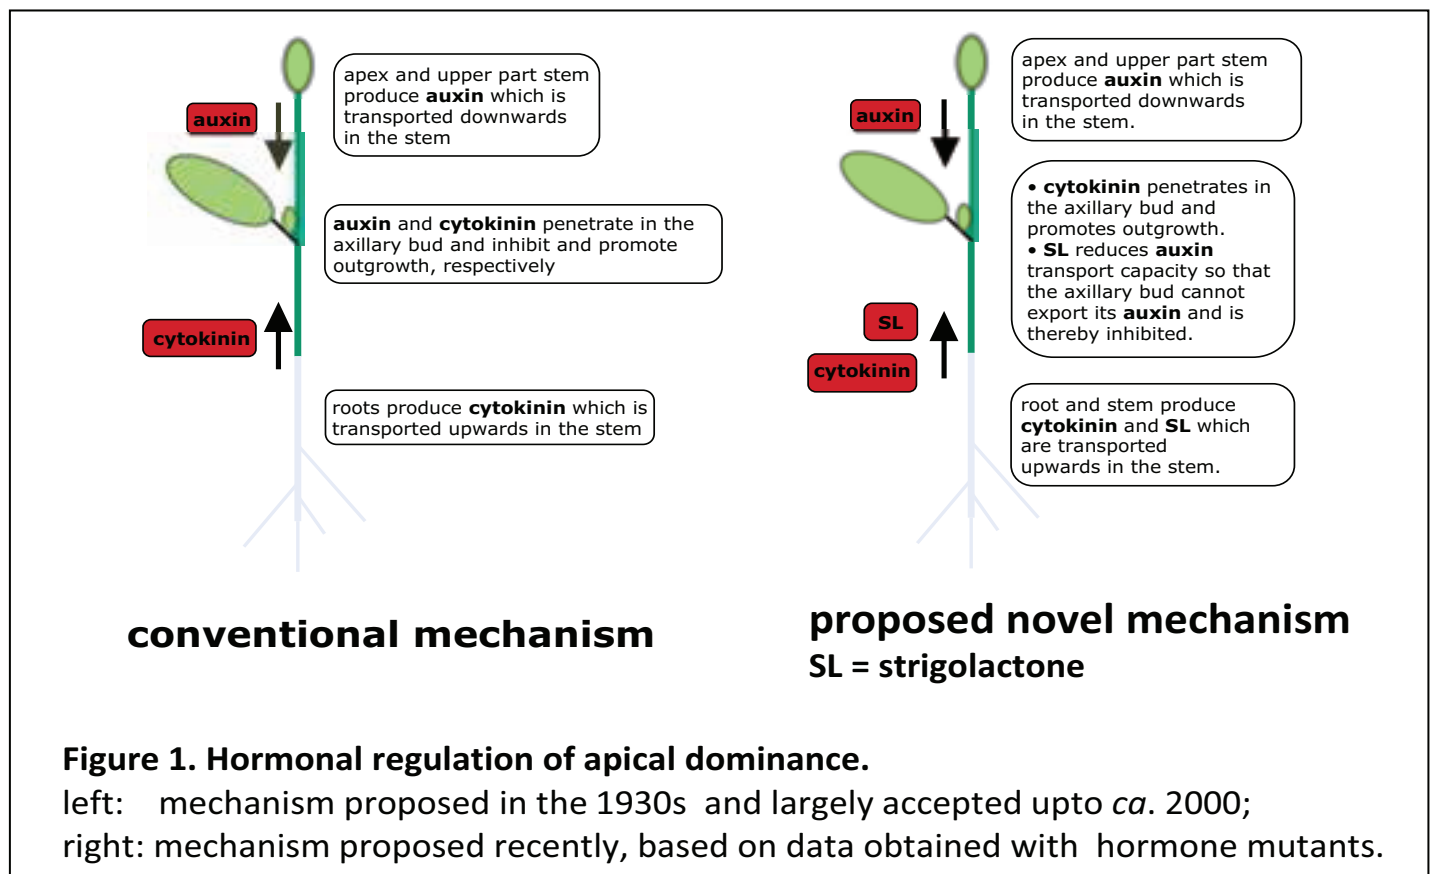 apex and upper part stem
produce auxin which is
transported downwards
in the stem
auxin
auxin and cytokinin penetrate in the
axillary bud and inhibit and promote
outgrowth, respectively
cytokinin
roots produce cytokinin which is
transported upwards in the stem
conventional mechanism
apex and upper part stem
produce auxin which is
transported downwards
in the stem.
auxin
• cytokinin penetrates in
the axillary bud and
promotes outgrowth.
• SL reduces auxin
transport capacity so that
the axillary bud cannot
export its auxin and is
thereby inhibited.
SL
cytokinin
root and stem produce
cytokinin and SL which
are transported
upwards in the stem.
proposed novel mechanism
SL = strigolactone
Figure 1. Hormonal regulation of apical dominance.
left: mechanism proposed in the 1930s and largely accepted upto ca. 2000;
right: mechanism proposed recently, based on data obtained with hormone mutants.